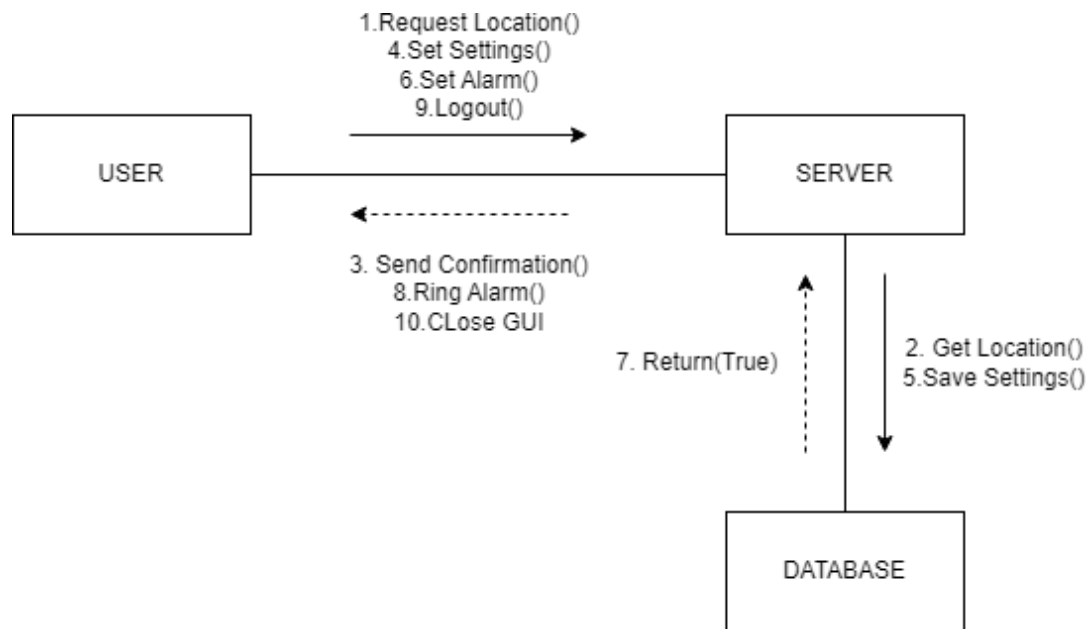 1.Request Location()
4.Set Settings()
6.Set Alarm()
9.Logout()
USER
SERVER
3. Send Confirmation()
8.Ring Alarm()
10.CLose GUI
7. Return(True)
2. Get Location()
5.Save Settings()
DATABASE